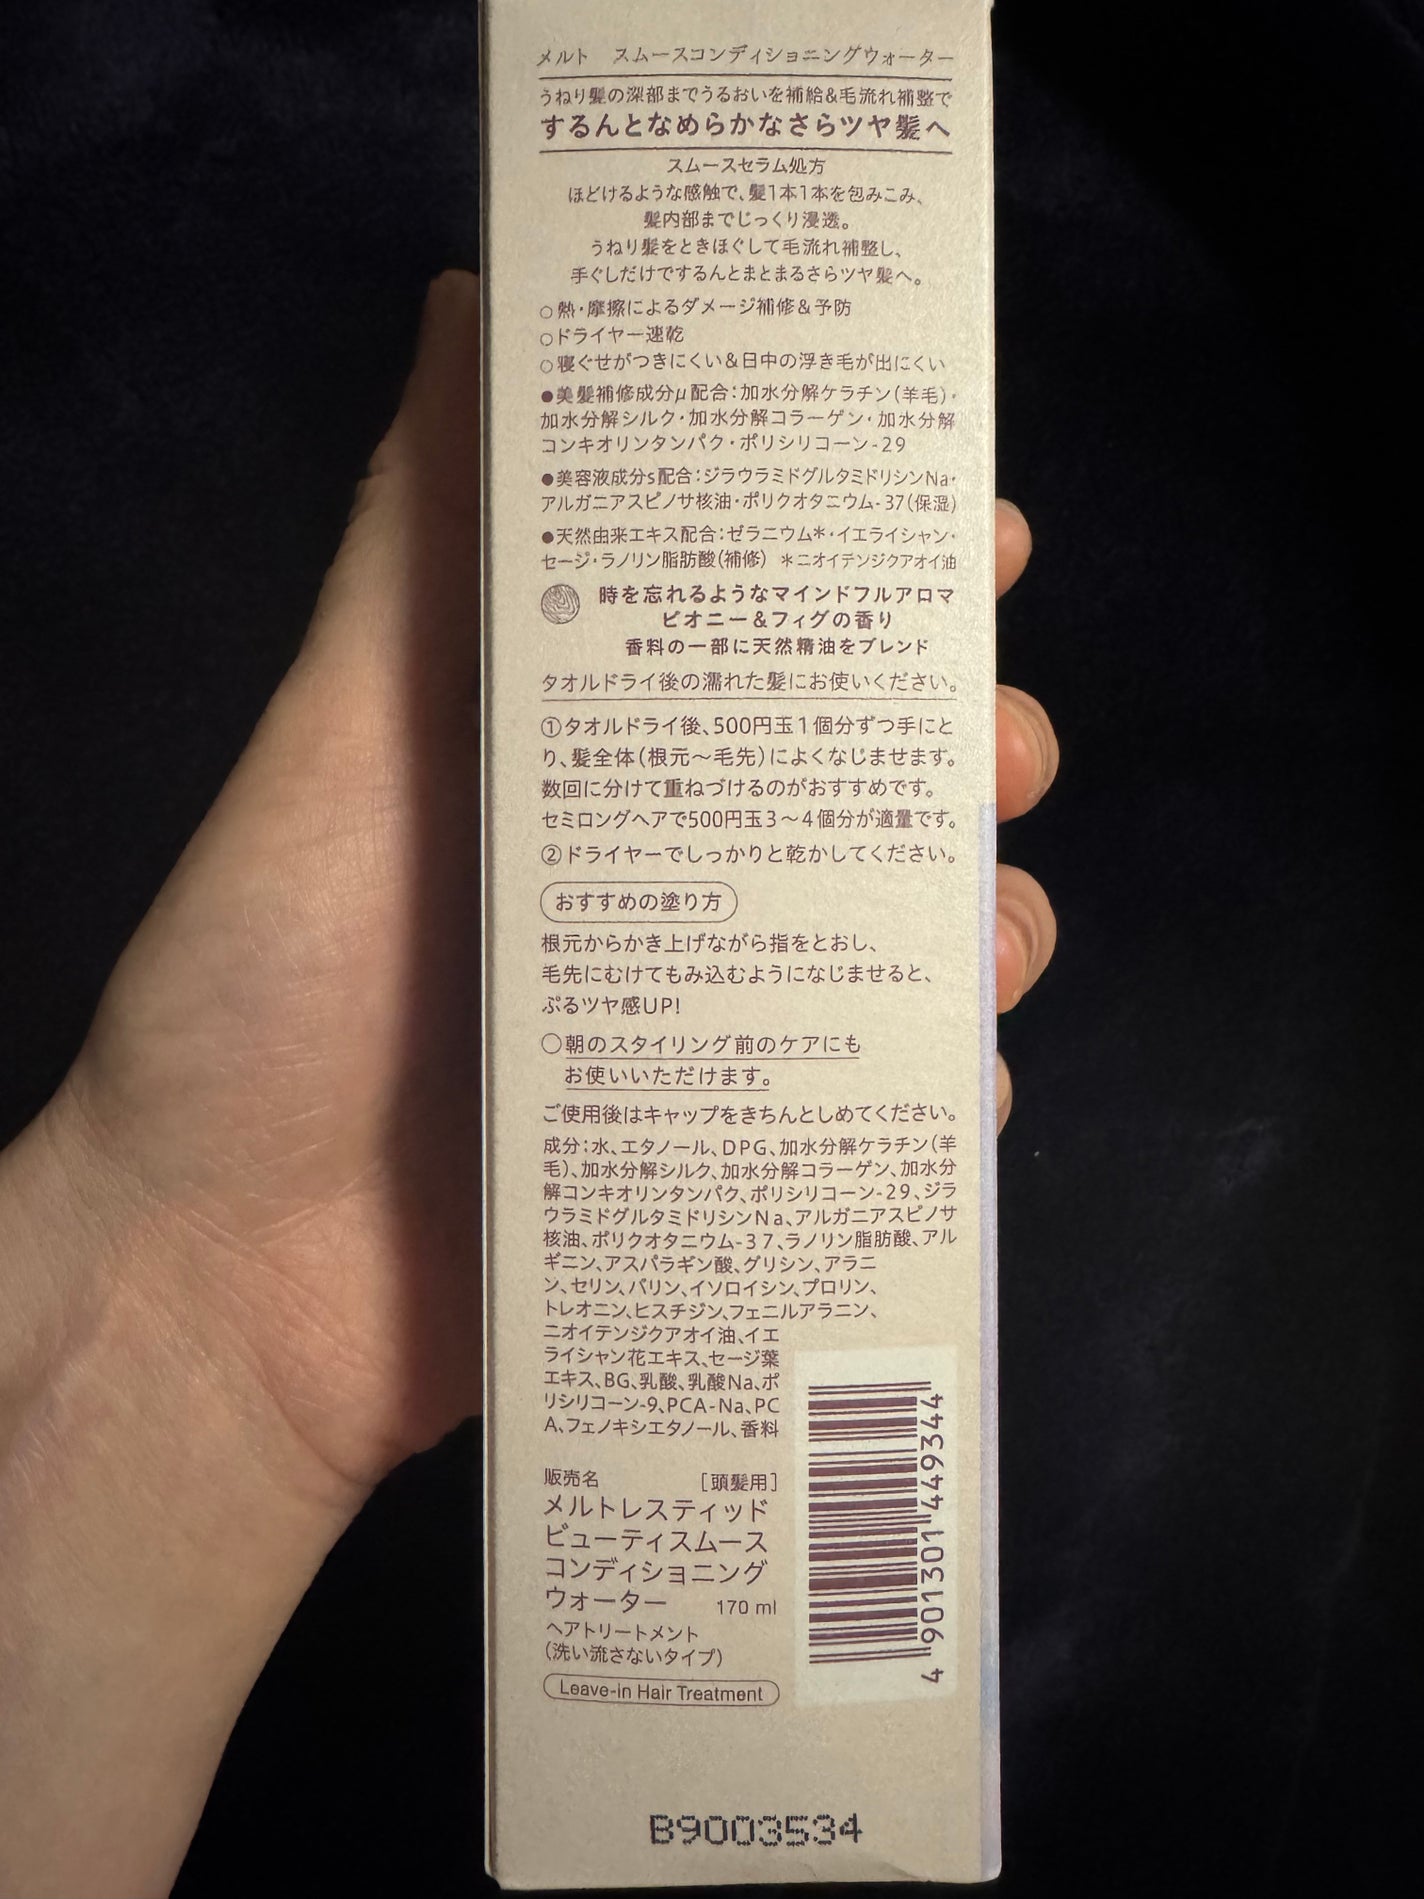 メルト　スムースコンディショニングウォーター
うねり髪の深部までうるおいを補給&毛流れ補整で
するんとなめらかなさらツヤ髪へ
スムースセラム処方
ほどけるような感触で、髪1本1本を包みこみ、
髪内部までじっくり浸透。
うねり髪をときほぐして毛流れ補整し、
手ぐしだけでするんとまとまるさらツヤ髪へ。
○熱・摩擦によるダメージ補修&予防
○ドライヤー速乾
○寝ぐせがつきにくい&日中の浮き毛が出にくい
●美髪補修成分μ配合：加水分解ケラチン(羊毛)・
加水分解シルク・加水分解コラーゲン・加水分解
コンキオリンタンパク・ポリシリコーン-29
●美容液成分s配合：ジラウラミドグルタミドリシンNa・
アルガニアスピノサ核油・ポリクオタニウム-37(保湿)
●天然由来エキス配合：ゼラニウム＊・イエライシャン・
セージ・ラノリン脂肪酸(補修)　＊ニオイテンジクアオイ油
時を忘れるようなマインドフルアロマ
ピオニー&フィグの香り
香料の一部に天然精油をブレンド
タオルドライ後の濡れた髪にお使いください。
①タオルドライ後、500円玉1個分ずつ手にと
り、髪全体(根元～毛先)によくなじませます。
数回に分けて重ねづけるのがおすすめです。
セミロングヘアで500円玉3～4個分が適量です。
②ドライヤーでしっかりと乾かしてください。
おすすめの塗り方
根元からかき上げながら指をとおし、
毛先にむけてもみ込むようになじませると、
ぷるツヤ感UP!
○朝のスタイリング前のケアにも
お使いいただけます。
ご使用後はキャップをきちんとしめてください。
成分：水、エタノール、DPG、加水分解ケラチン(羊
毛)、加水分解シルク、加水分解コラーゲン、加水分
解コンキオリンタンパク、ポリシリコーン-29、ジラ
ウラミドグルタミドリシンNa、アルガニアスピノサ
核油、ポリクオタニウム-37、ラノリン脂肪酸、アル
ギニン、アスパラギン酸、グリシン、アラニ
ン、セリン、バリン、イソロイシン、プロリン、
トレオニン、ヒスチジン、フェニルアラニン、
ニオイテンジクアオイ油、イエ
ライシャン花エキス、セージ葉
エキス、BG、乳酸、乳酸Na、ポ
リシリコーン-9、PCA-Na、PC
A、フェノキシエタノール、香料
販売名　[頭髪用]
メルトレスティッド
ビューティスムース
コンディショニング
ウォーター　170 ml
ヘアトリートメント
(洗い流さないタイプ)
Leave-in Hair Treatment
4 901301 449344
B9003534